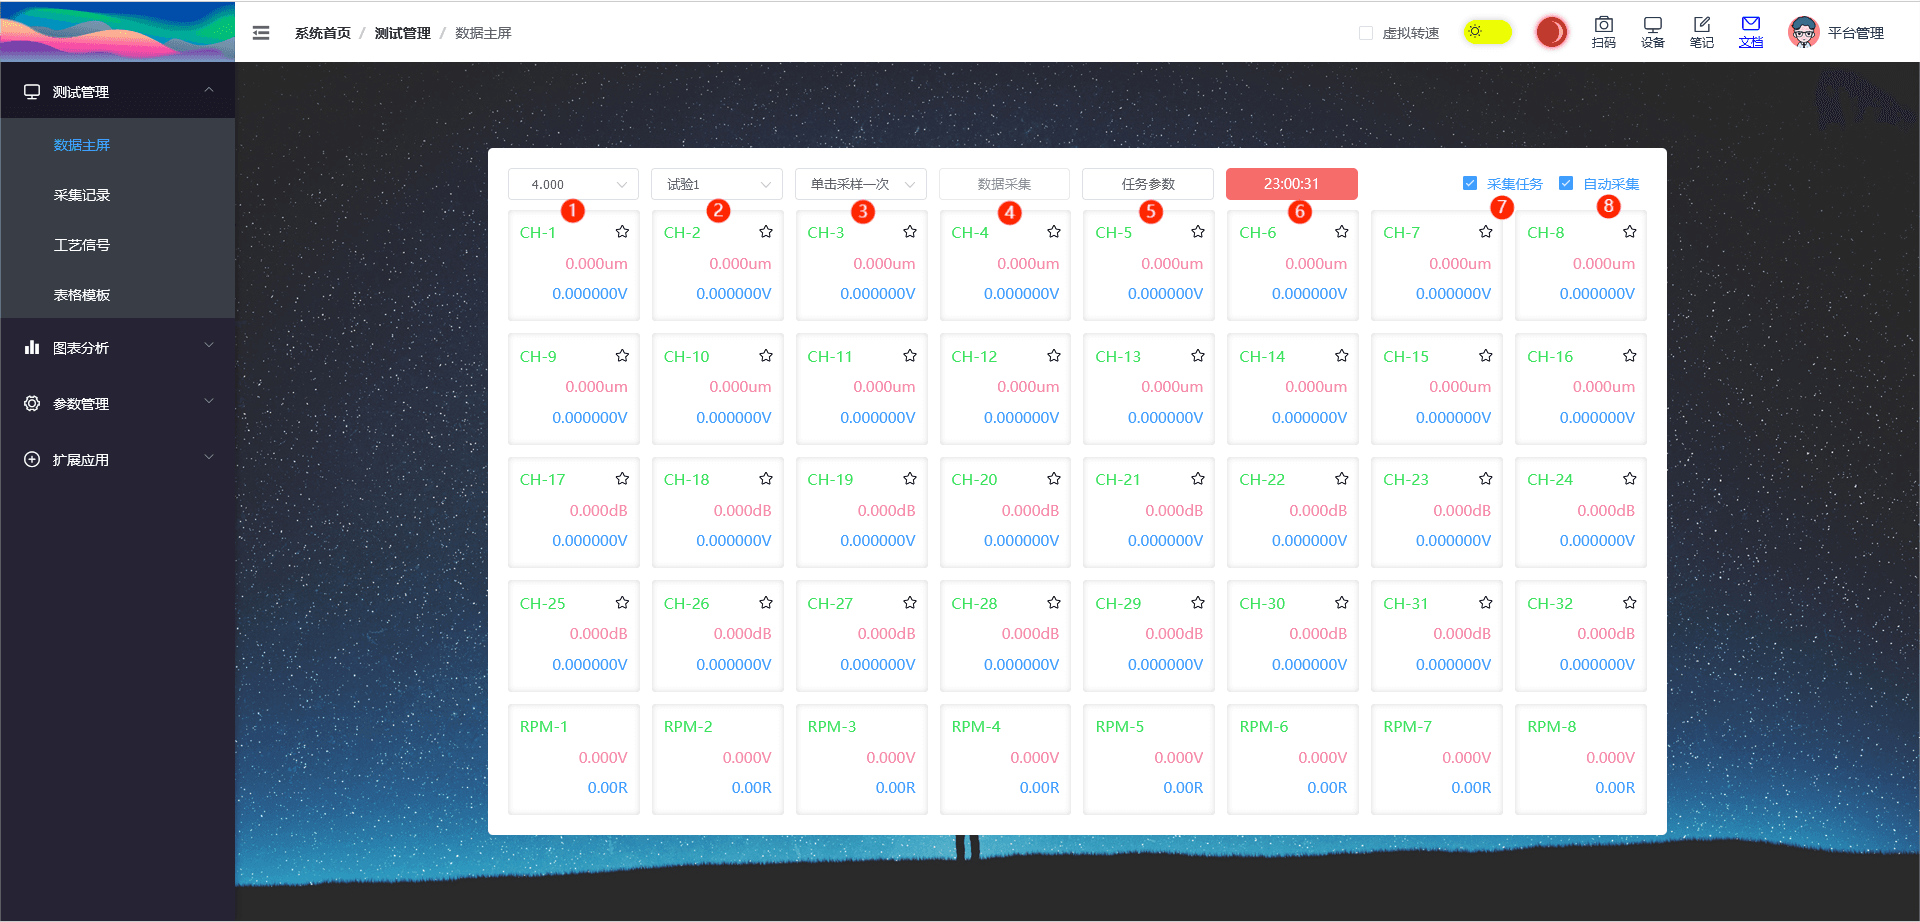 系统首页 / 测试管理 / 数据主屏
虚拟转速
扫码
设备
笔记
文档
平台管理
测试管理
数据主屏
采集记录
工艺信号
表格模板
图表分析
参数管理
扩展应用
4.000 试验1 单击采样一次 数据采集 任务参数 23:00:31 采集任务 自动采集
1 2 3 4 5 6 7 8
CH-1 CH-2 CH-3 CH-4 CH-5 CH-6 CH-7 CH-8
0.000um 0.000um 0.000um 0.000um 0.000um 0.000um 0.000um 0.000um
0.000000V 0.000000V 0.000000V 0.000000V 0.000000V 0.000000V 0.000000V 0.000000V
CH-9 CH-10 CH-11 CH-12 CH-13 CH-14 CH-15 CH-16
0.000um 0.000um 0.000um 0.000um 0.000um 0.000um 0.000um 0.000um
0.000000V 0.000000V 0.000000V 0.000000V 0.000000V 0.000000V 0.000000V 0.000000V
CH-17 CH-18 CH-19 CH-20 CH-21 CH-22 CH-23 CH-24
0.000dB 0.000dB 0.000dB 0.000dB 0.000dB 0.000dB 0.000dB 0.000dB
0.000000V 0.000000V 0.000000V 0.000000V 0.000000V 0.000000V 0.000000V 0.000000V
CH-25 CH-26 CH-27 CH-28 CH-29 CH-30 CH-31 CH-32
0.000dB 0.000dB 0.000dB 0.000dB 0.000dB 0.000dB 0.000dB 0.000dB
0.000000V 0.000000V 0.000000V 0.000000V 0.000000V 0.000000V 0.000000V 0.000000V
RPM-1 RPM-2 RPM-3 RPM-4 RPM-5 RPM-6 RPM-7 RPM-8
0.000V 0.000V 0.000V 0.000V 0.000V 0.000V 0.000V 0.000V
0.00R 0.00R 0.00R 0.00R 0.00R 0.00R 0.00R 0.00R